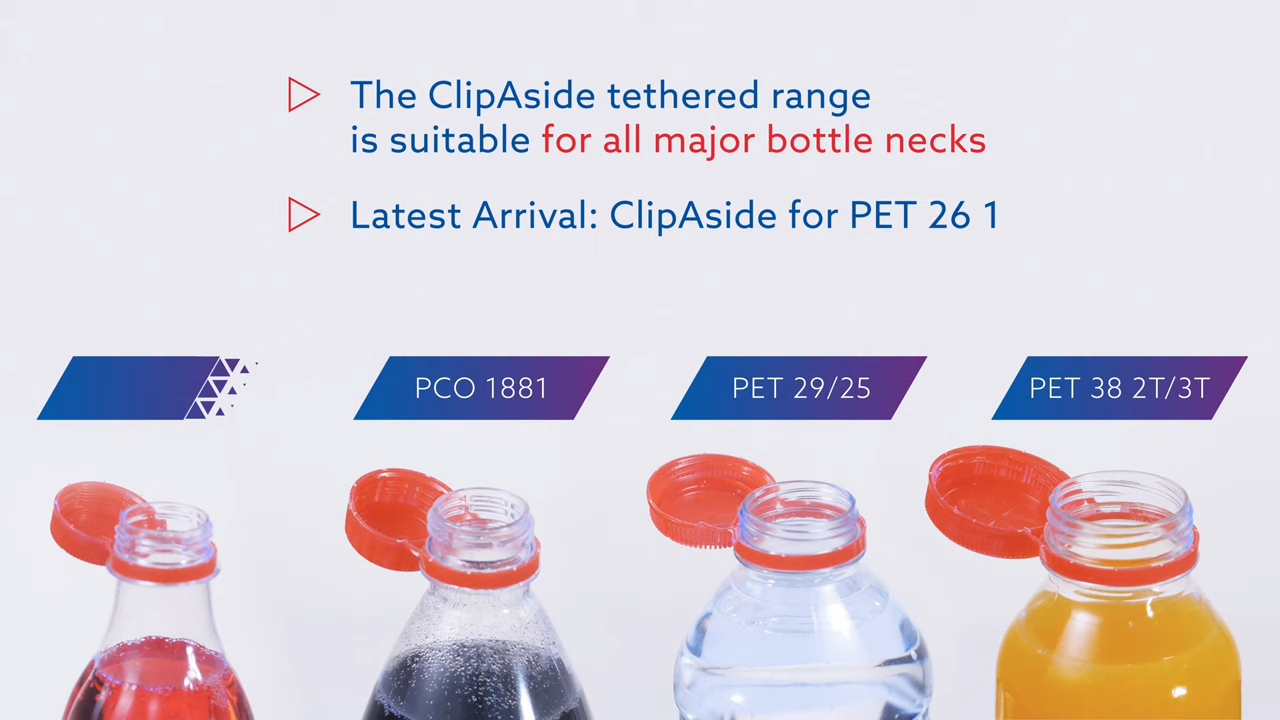 The ClipAside tethered range
is suitable for all major bottle necks
Latest Arrival: ClipAside for PET 26 1
PCO 1881
PET 29/25
PET 38 2T/3T